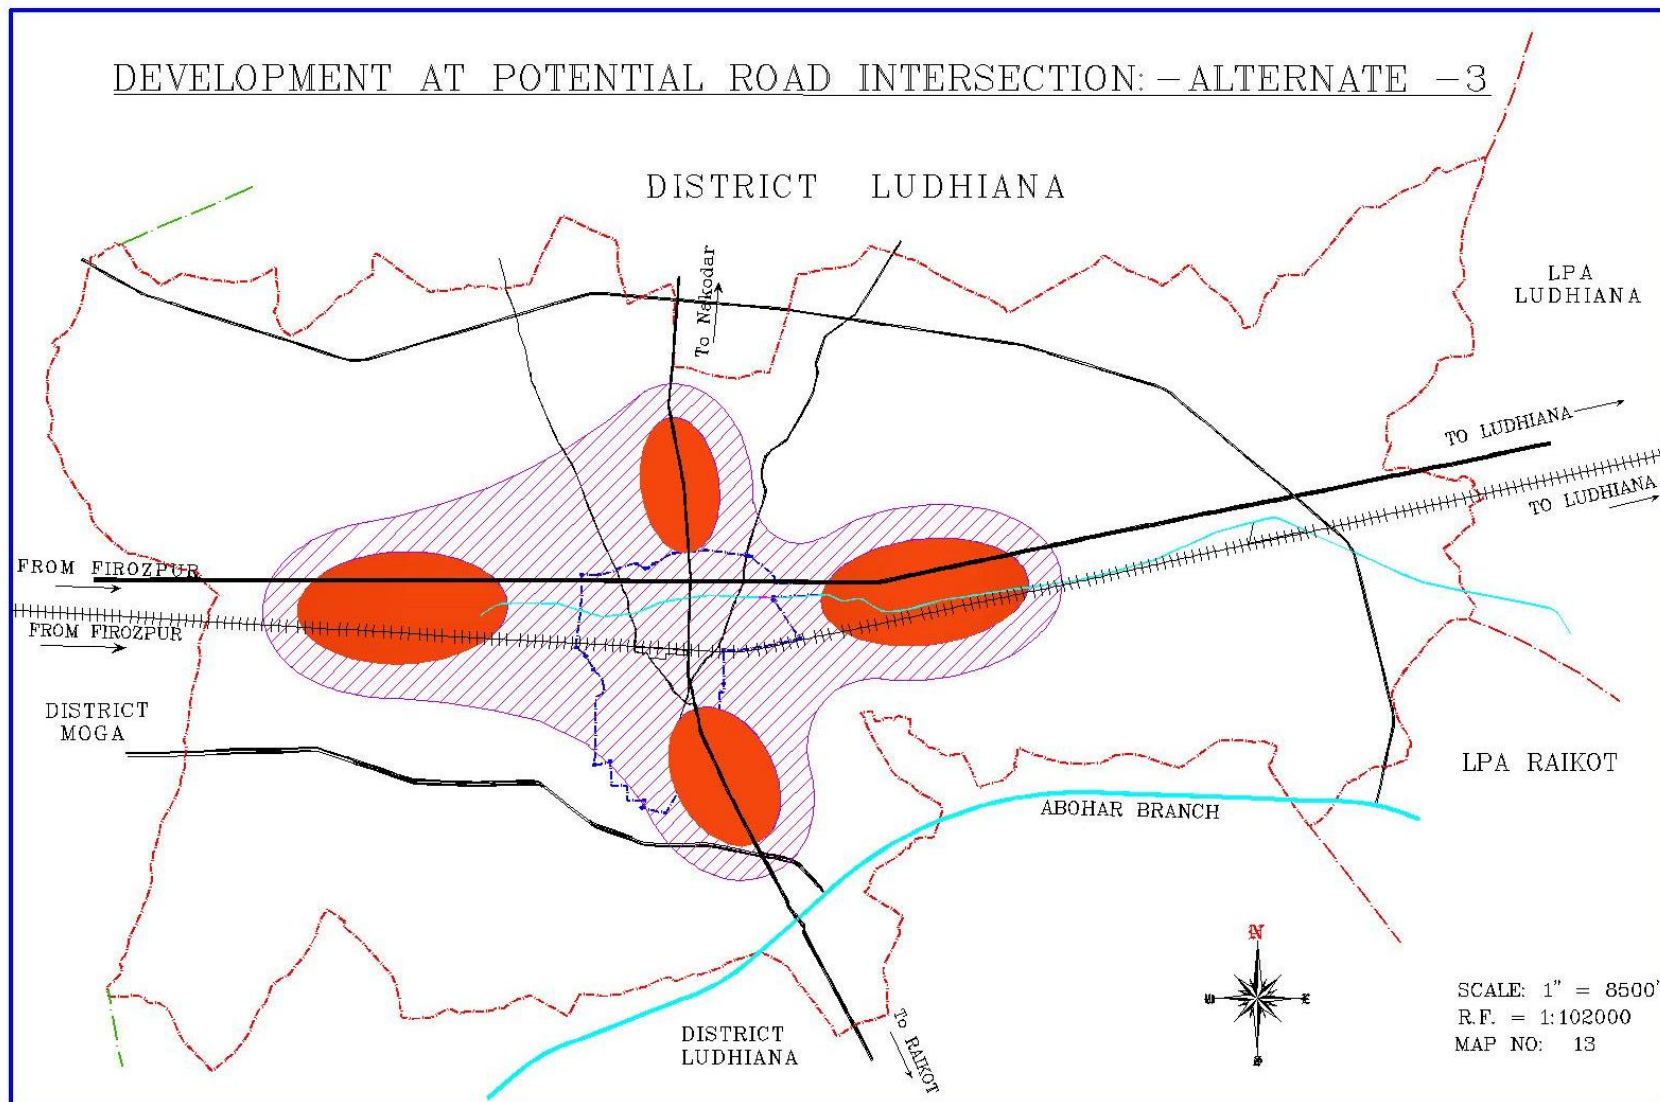 DEVELOPMENT AT POTENTIAL ROAD INTERSECTION:-ALTERNATE -3
DISTRICT LUDHIANA
To Nakodar
LPA
LUDHIANA
TO LUDHIANA
TO LUDHIANA
FROM FIROZPUR
FROM FIROZPUR
DISTRICT
MOGA
LPA RAIKOT
ABOHAR BRANCH
N
E
SCALE: 1" = 8500'
R.F. = 1:102000
MAP NO: 13
DISTRICT
LUDHIANA
To RAIKOT